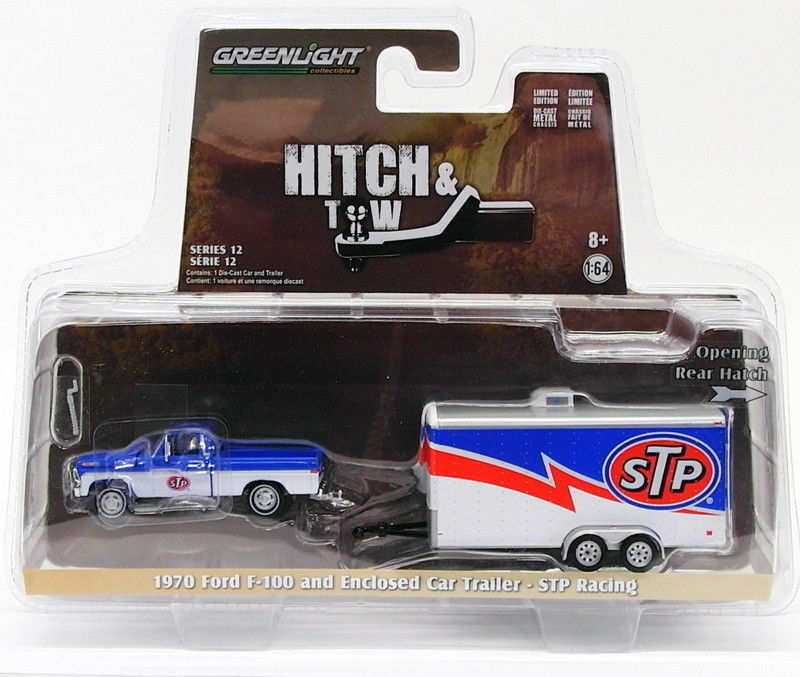 GREENLIGHT
collectibles
LIMITED EDITION
ÉDITION LIMITÉE
DIE-CAST METAL CHASSIS
CHÂSSIS FAIT DE MÉTAL
HITCH &
TOW
SERIES 12
SÉRIE 12
Contains: 1 Die-Cast Car and Trailer
Contient: 1 voiture et une remorque diecast
8+
1:64
Opening
Rear Hatch
STP
STP
®
1970 Ford F-100 and Enclosed Car Trailer - STP Racing